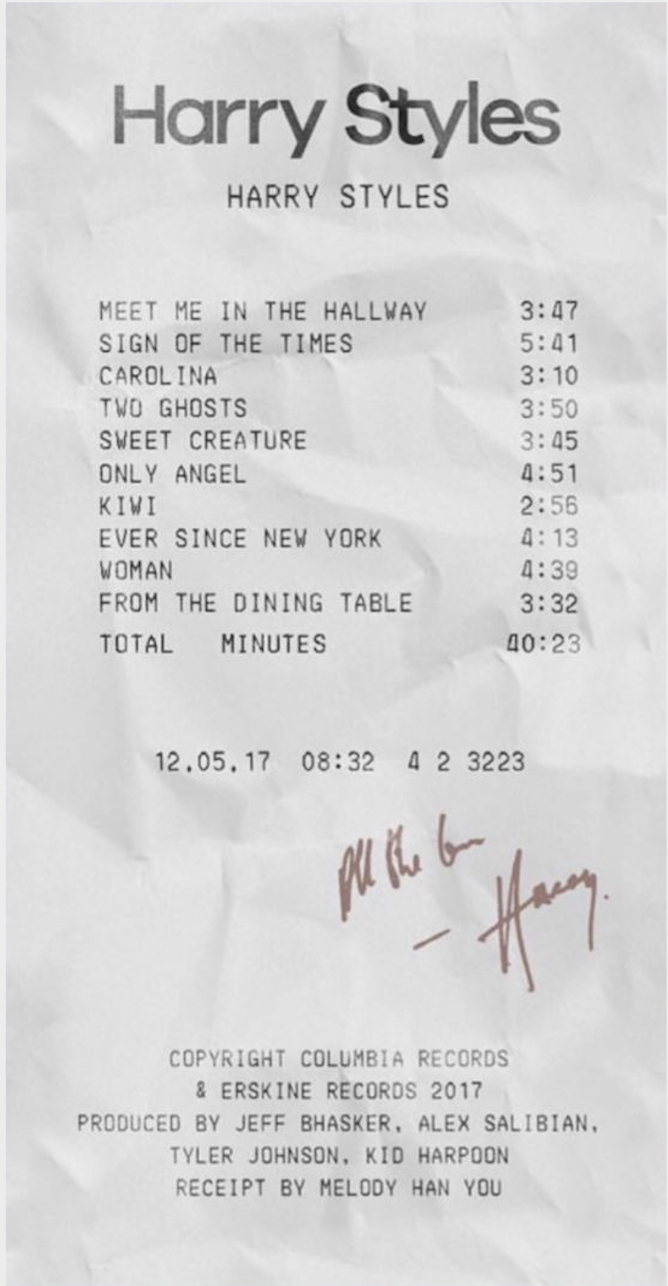 Harry Styles
HARRY STYLES
MEET ME IN THE HALLWAY 3:47
SIGN OF THE TIMES 5:41
CAROLINA 3:10
TWO GHOSTS 3:50
SWEET CREATURE 3:45
ONLY ANGEL 4:51
KIWI 2:56
EVER SINCE NEW YORK 4:13
WOMAN 4:39
FROM THE DINING TABLE 3:32
TOTAL MINUTES 40:23
12.05.17 08:32 4 2 3223
All the
– Harry.
COPYRIGHT COLUMBIA RECORDS
& ERSKINE RECORDS 2017
PRODUCED BY JEFF BHASKER, ALEX SALIBIAN,
TYLER JOHNSON, KID HARPOON
RECEIPT BY MELODY HAN YOU